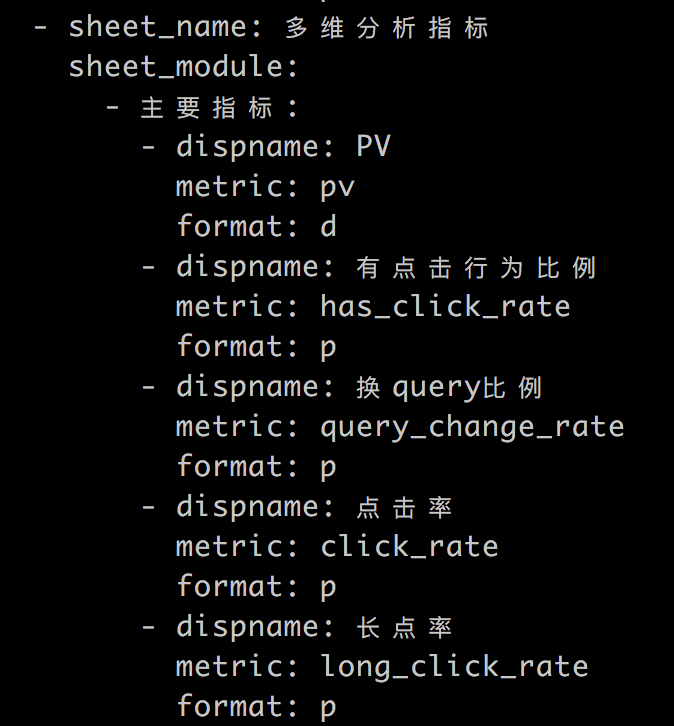 - sheet_name: 多维分析指标
sheet_module:
- 主要指标:
- dispname: PV
metric: pv
format: d
- dispname: 有点击行为比例
metric: has_click_rate
format: p
- dispname: 换query比例
metric: query_change_rate
format: p
- dispname: 点击率
metric: click_rate
format: p
- dispname: 长点率
metric: long_click_rate
format: p